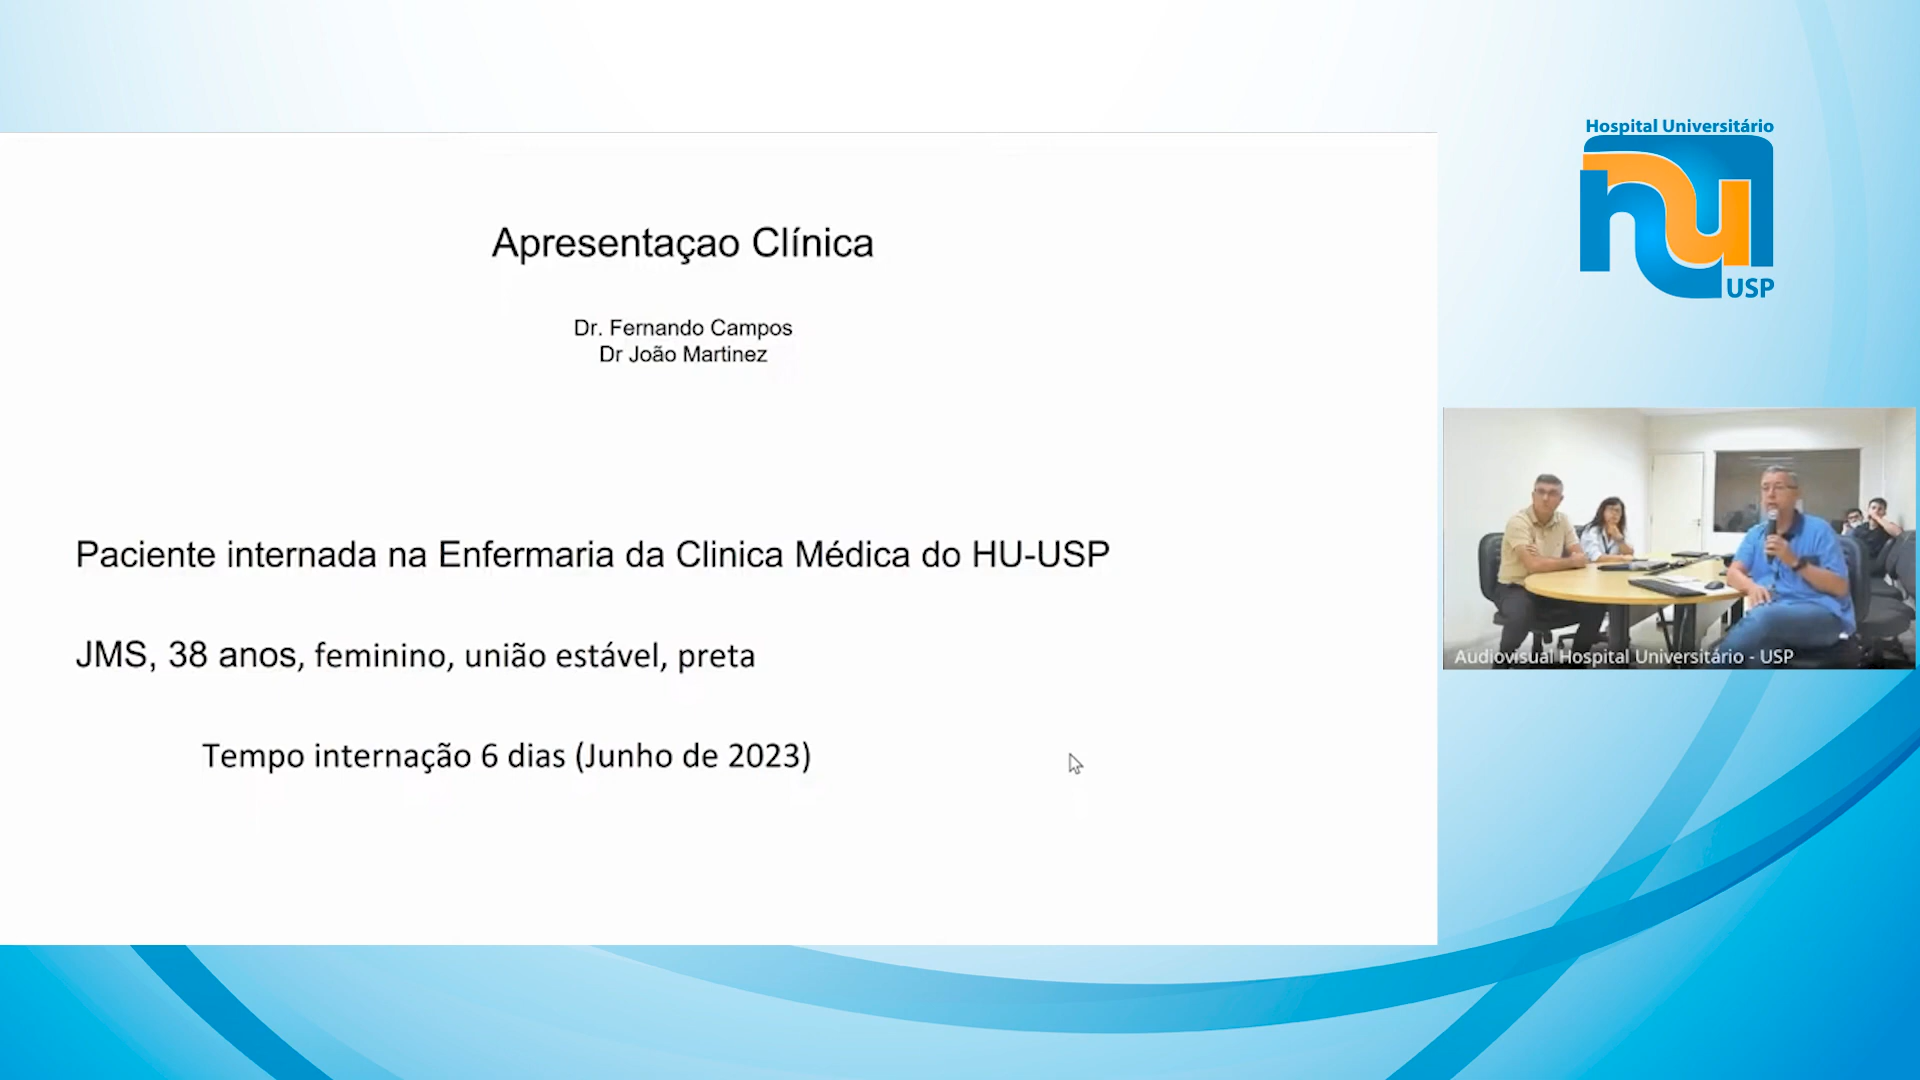 Apresentaçao Clínica
Dr. Fernando Campos
Dr João Martinez
Paciente internada na Enfermaria da Clinica Médica do HU-USP
JMS, 38 anos, feminino, união estável, preta
Tempo internação 6 dias (Junho de 2023)
Hospital Universitário
hu
USP
Audiovisual Hospital Universitário - USP